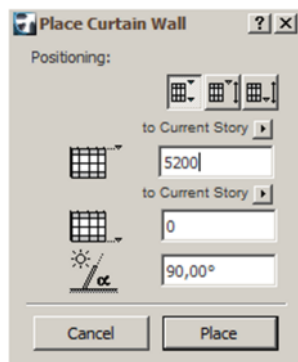 Place Curtain Wall
Positioning:
to Current Story
5200
to Current Story
0
α
90,00°
Cancel
Place